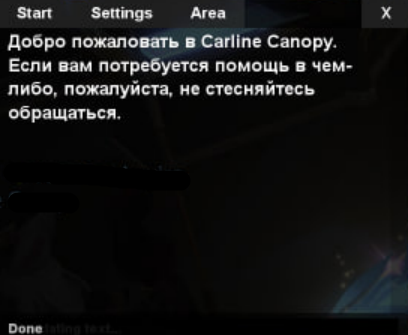 Start Settings Area X
Добро пожаловать в Carline Canopy.
Если вам потребуется помощь в чем-
либо, пожалуйста, не стесняйтесь
обращаться.
Done